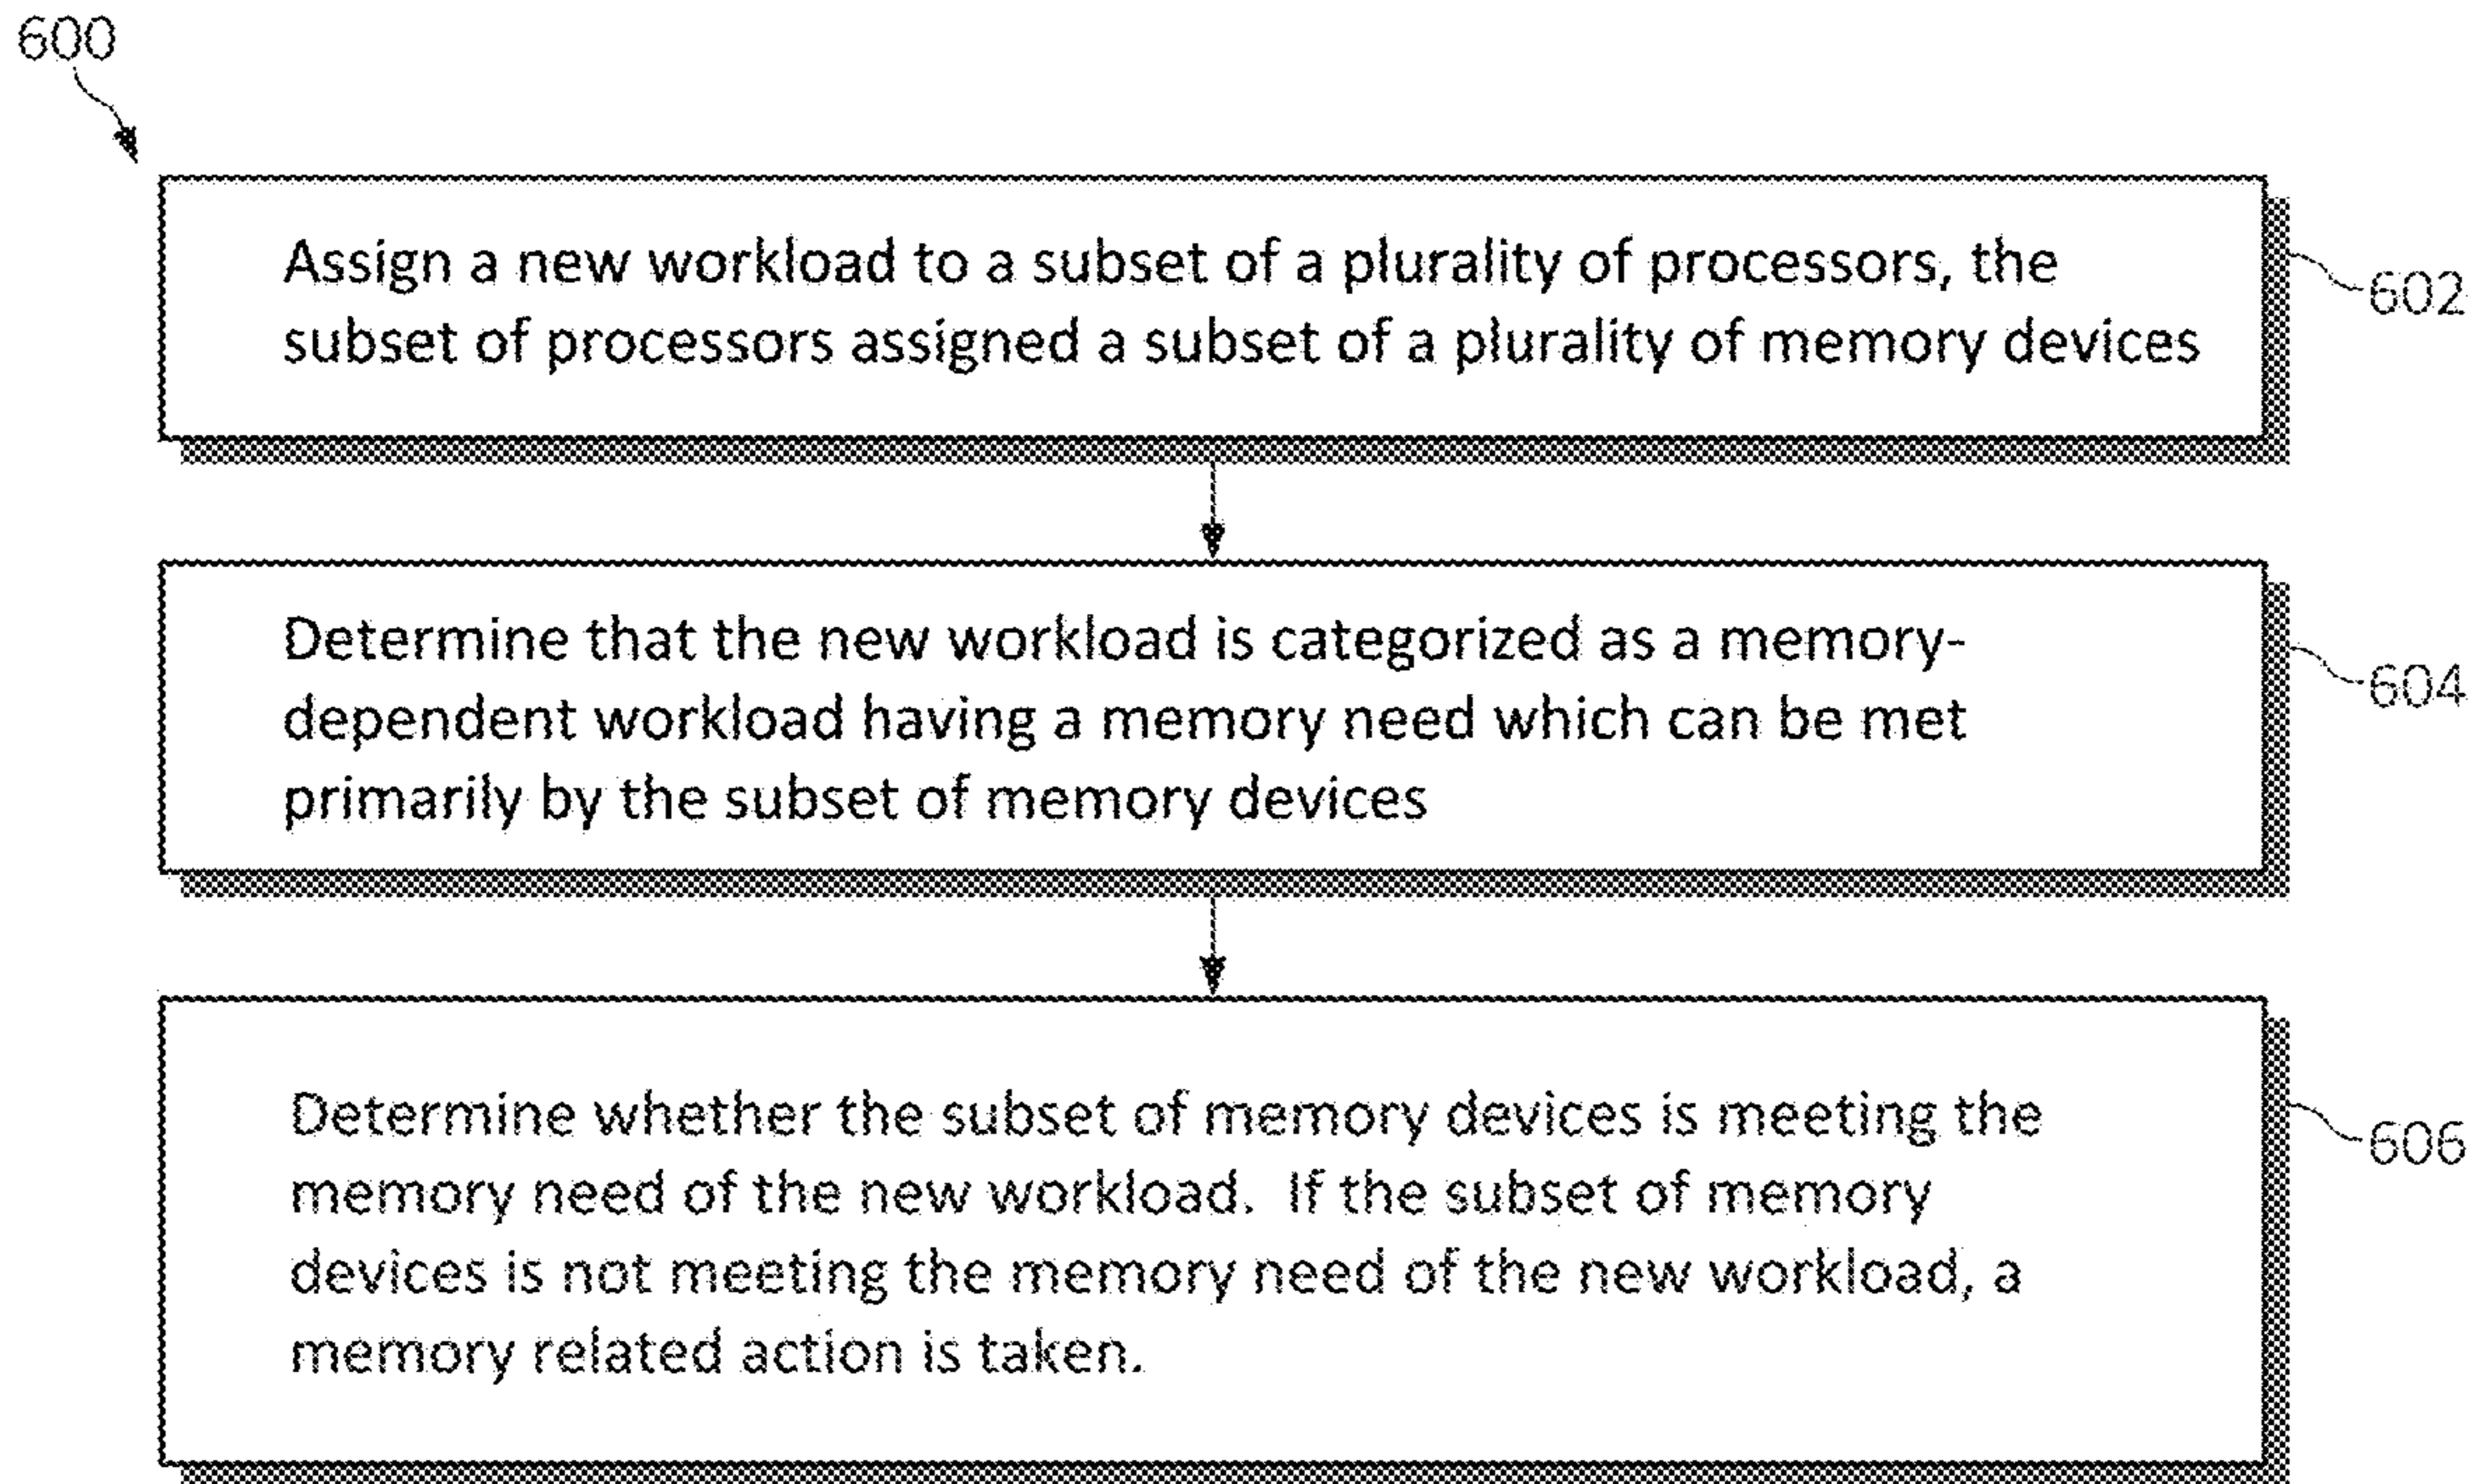 600
Assign a new workload to a subset of a plurality of processors, the
subset of processors assigned a subset of a plurality of memory devices
602
Determine that the new workload is categorized as a memory-
dependent workload having a memory need which can be met
primarily by the subset of memory devices
604
Determine whether the subset of memory devices is meeting the
memory need of the new workload.  If the subset of memory
devices is not meeting the memory need of the new workload, a
memory related action is taken.
606